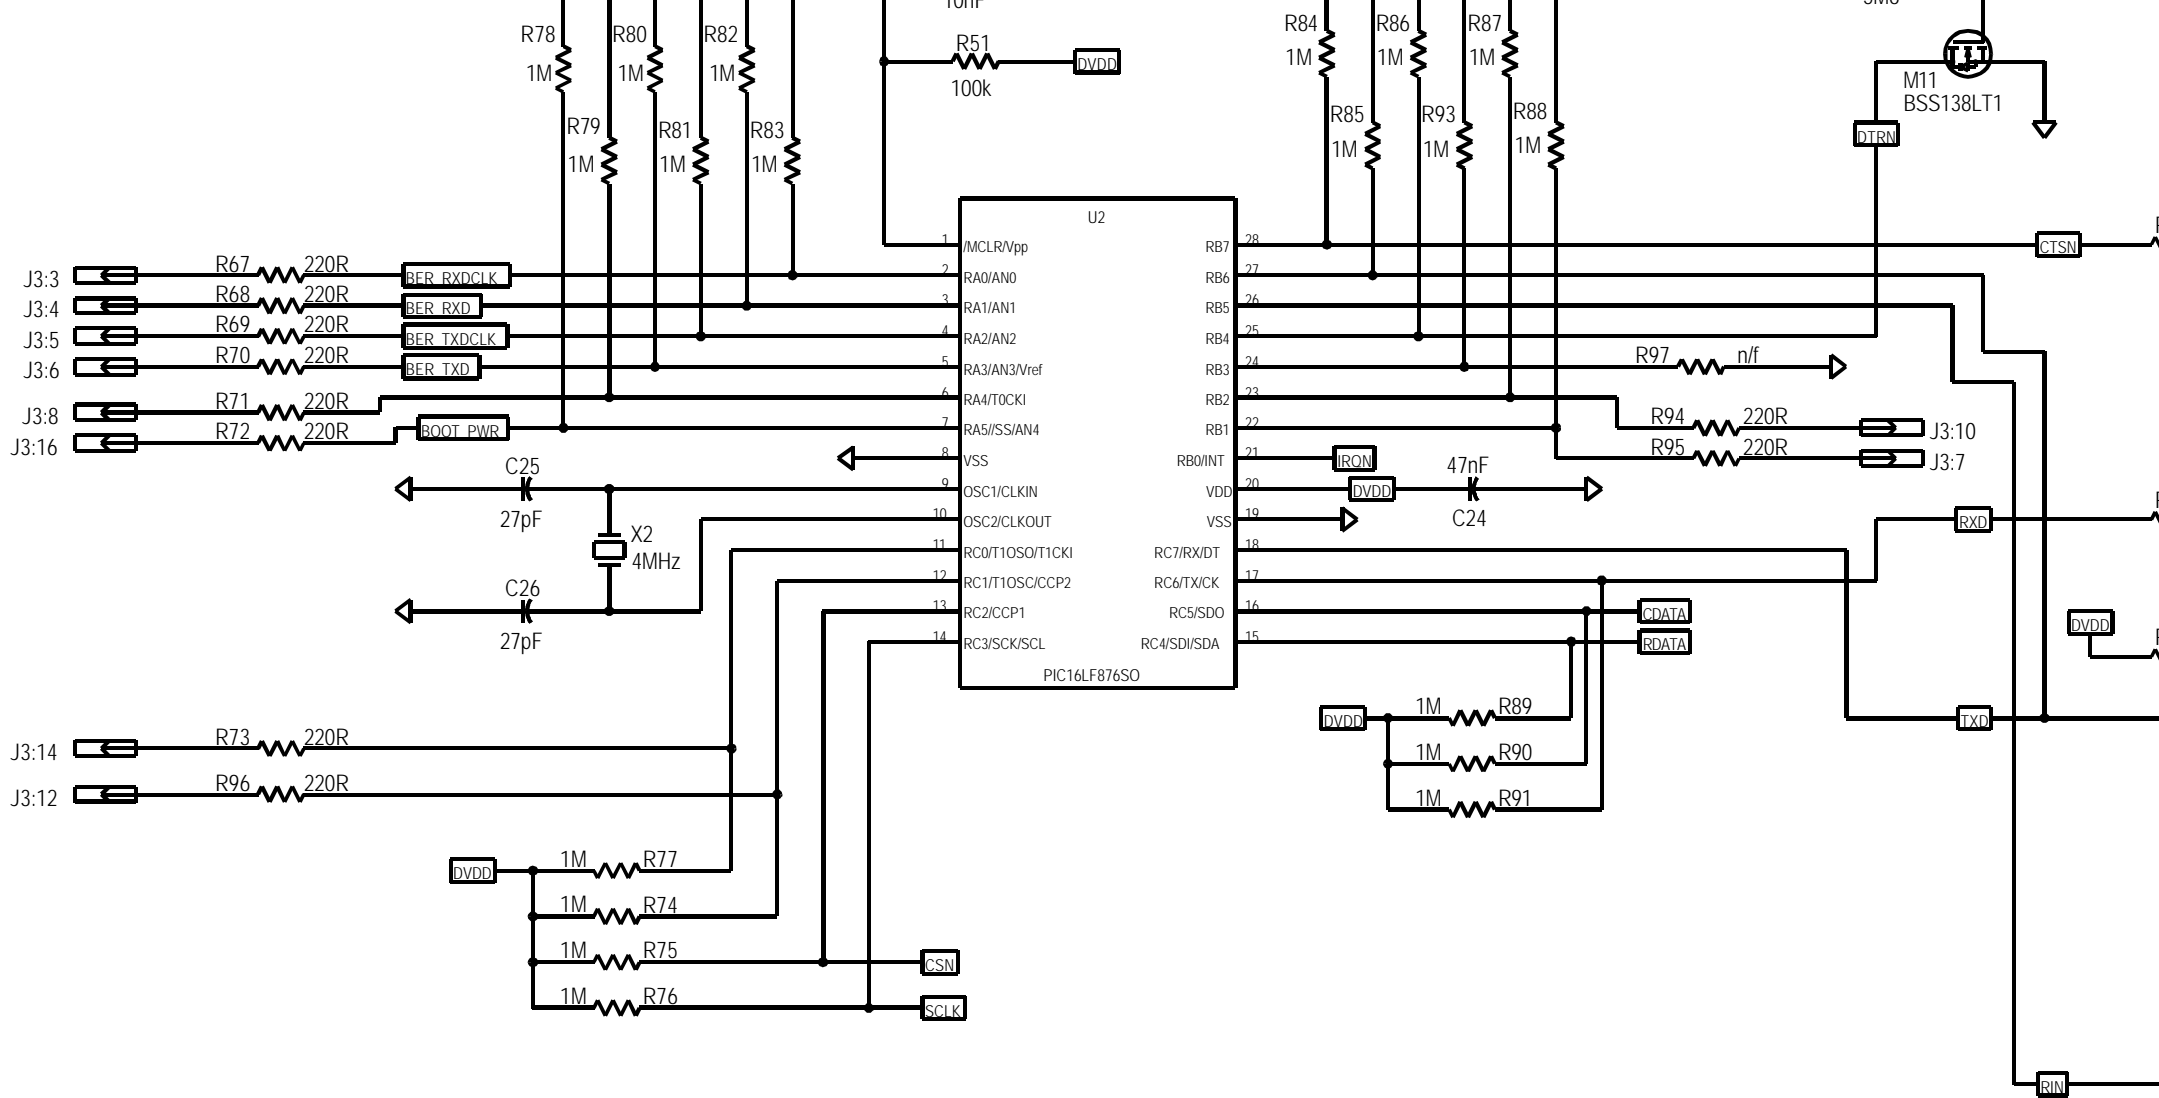 R78
1M
R80
1M
R82
1M
R79
1M
R81
1M
R83
1M
R51
100k
DVDD
R84
1M
R86
1M
R87
1M
R85
1M
R93
1M
R88
1M
M11
BSS138LT1
DTRN
J3:3
R67
220R
BER_RXDCLK
J3:4
R68
220R
BER_RXD
J3:5
R69
220R
BER_TXDCLK
J3:6
R70
220R
BER_TXD
J3:8
R71
220R
J3:16
R72
220R
BOOT_PWR
C25
27pF
X2
4MHz
C26
27pF
U2
1 /MCLR/Vpp
2 RA0/AN0
3 RA1/AN1
4 RA2/AN2
5 RA3/AN3/Vref
6 RA4/T0CKI
7 RA5//SS/AN4
8 VSS
9 OSC1/CLKIN
10 OSC2/CLKOUT
11 RC0/T1OSO/T1CKI
12 RC1/T1OSC/CCP2
13 RC2/CCP1
14 RC3/SCK/SCL
RB7 28
RB6 27
RB5 26
RB4 25
RB3 24
RB2 23
RB1 22
RB0/INT 21
VDD 20
VSS 19
RC7/RX/DT 18
RC6/TX/CK 17
RC5/SDO 16
RC4/SDI/SDA 15
PIC16LF876SO
CTSN
R97
n/f
R94
220R
J3:10
R95
220R
J3:7
IRQN
DVDD
47nF
C24
RXD
CDATA
RDATA
DVDD
TXD
DVDD
1M
R89
1M
R90
1M
R91
J3:14
R73
220R
J3:12
R96
220R
DVDD
1M
R77
1M
R74
1M
R75
CSN
1M
R76
SCLK
RIN